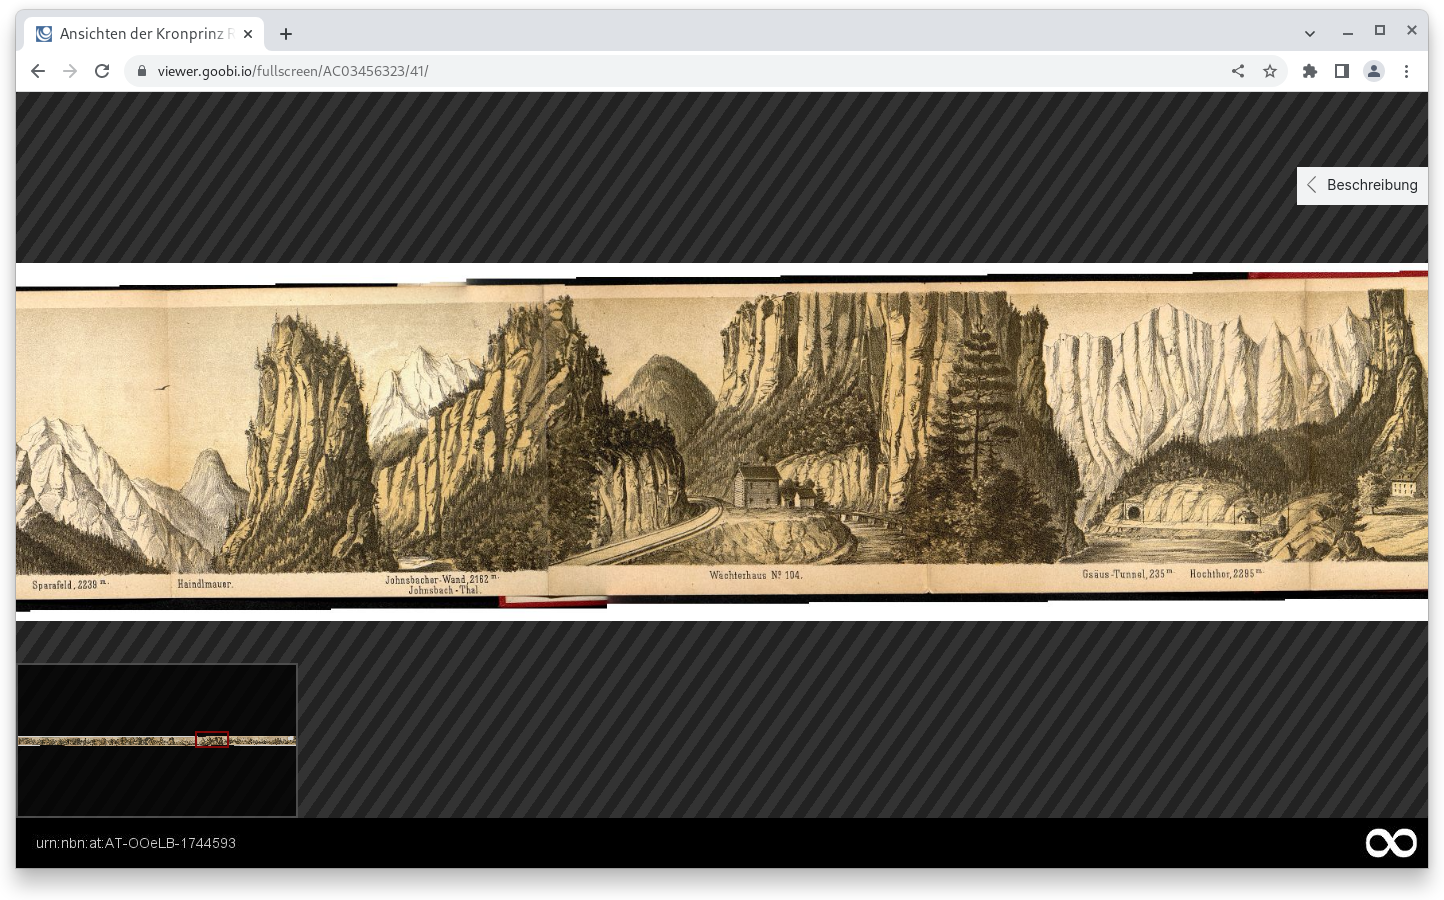 Ansichten der Kronprinz R
viewer.goobi.io/fullscreen/AC03456323/41/
Beschreibung
Sparafeld, 2239 m.
Haindlmauer.
Johnsbacher-Wand, 2162 m.
Johnsbach-Thal.
Wächterhaus Nº 104.
Gsäus-Tunnel, 235 m.
Hochthor, 2295 m.
urn:nbn:at:AT-OOeLB-1744593